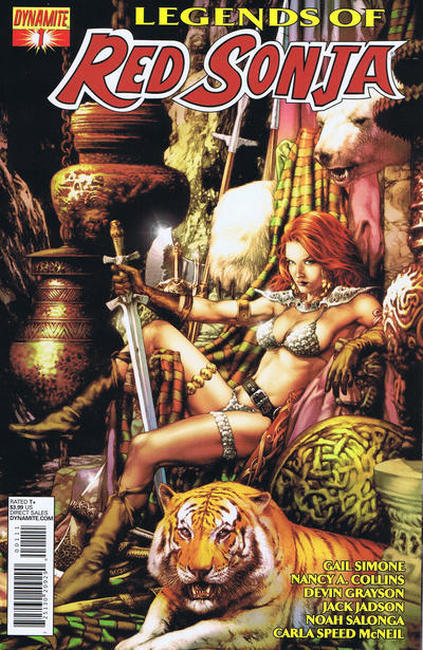 DYNAMITE
1
LEGENDS OF
RED SONJA
RATED T+
$3.99 US
DIRECT SALES
DYNAMITE.COM
00111
GAIL SIMONE
NANCY A. COLLINS
DEVIN GRAYSON
JACK JADSON
NOAH SALONGA
CARLA SPEED MCNEIL